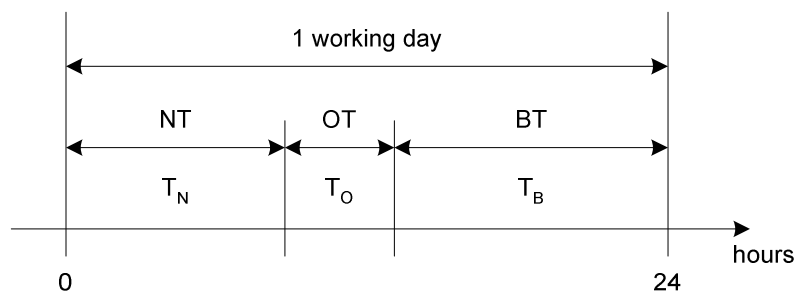 1 working day
NT OT BT
T_N T_O T_B
hours
0 24